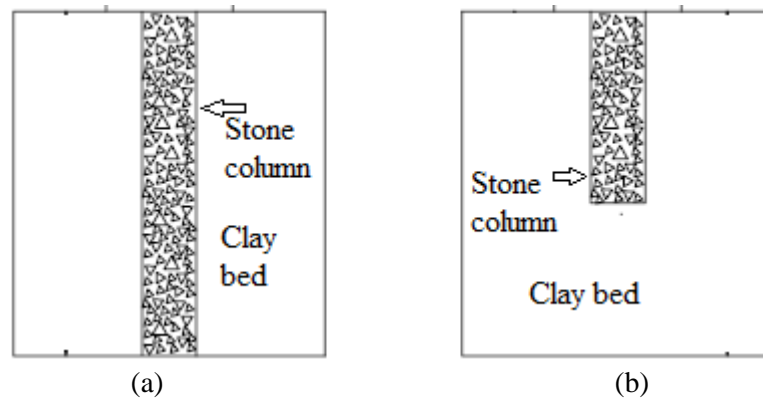 Stone
column
Clay
bed
(a)
Stone
column
Clay bed
(b)